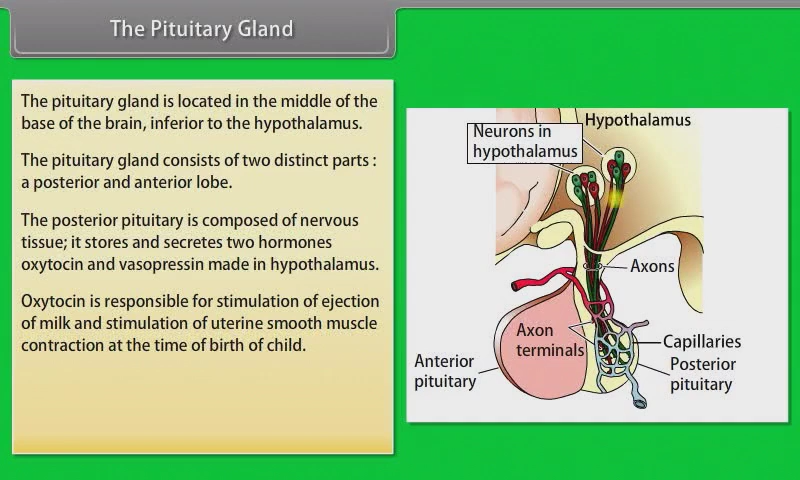 The Pituitary Gland
The pituitary gland is located in the middle of the
base of the brain, inferior to the hypothalamus.
The pituitary gland consists of two distinct parts :
a posterior and anterior lobe.
The posterior pituitary is composed of nervous
tissue; it stores and secretes two hormones
oxytocin and vasopressin made in hypothalamus.
Oxytocin is responsible for stimulation of ejection
of milk and stimulation of uterine smooth muscle
contraction at the time of birth of child.
Hypothalamus
Neurons in
hypothalamus
Axons
Axon
terminals
Capillaries
Anterior
pituitary
Posterior
pituitary